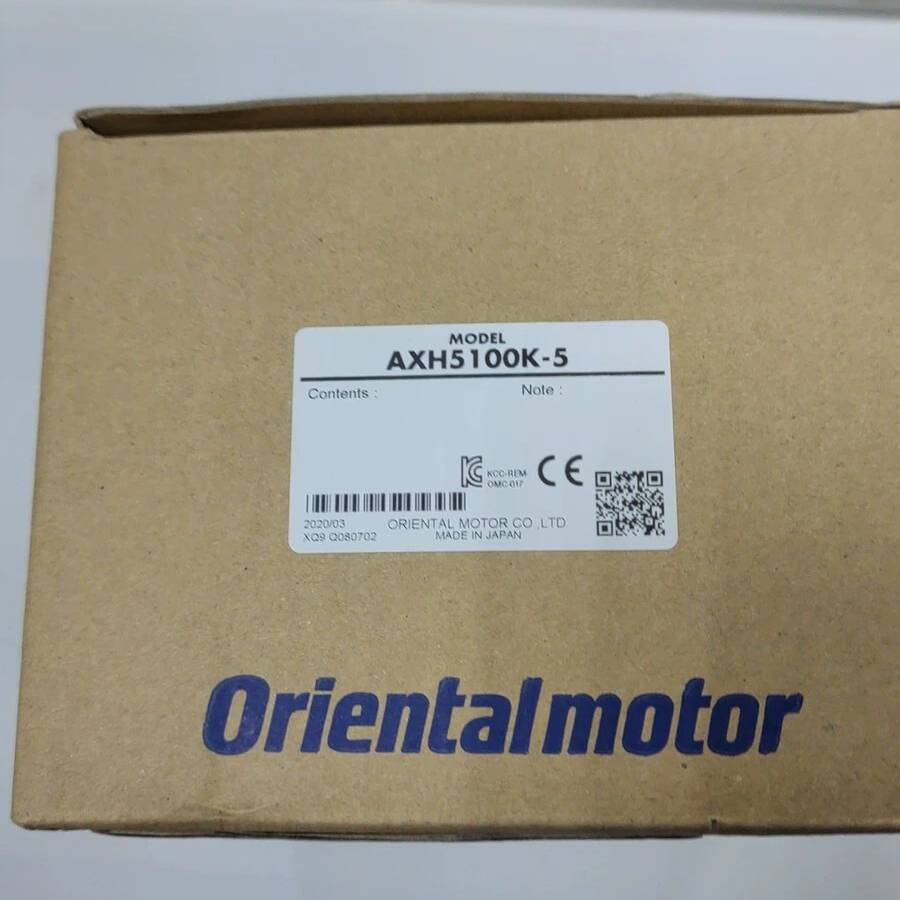 MODEL
AXH5100K-5
Contents :
Note :
KCC-REM-
OMC-017
CE
2020/03
ORIENTAL MOTOR CO.,LTD
XQ9 Q080702
MADE IN JAPAN
Orientalmotor